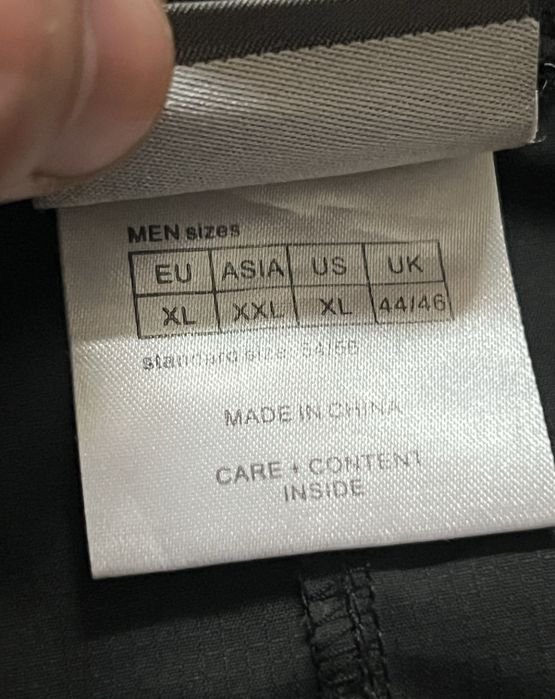 MEN sizes
EU ASIA US UK
XL XXL XL 44/46
standard size: 54/56
MADE IN CHINA
CARE + CONTENT
INSIDE